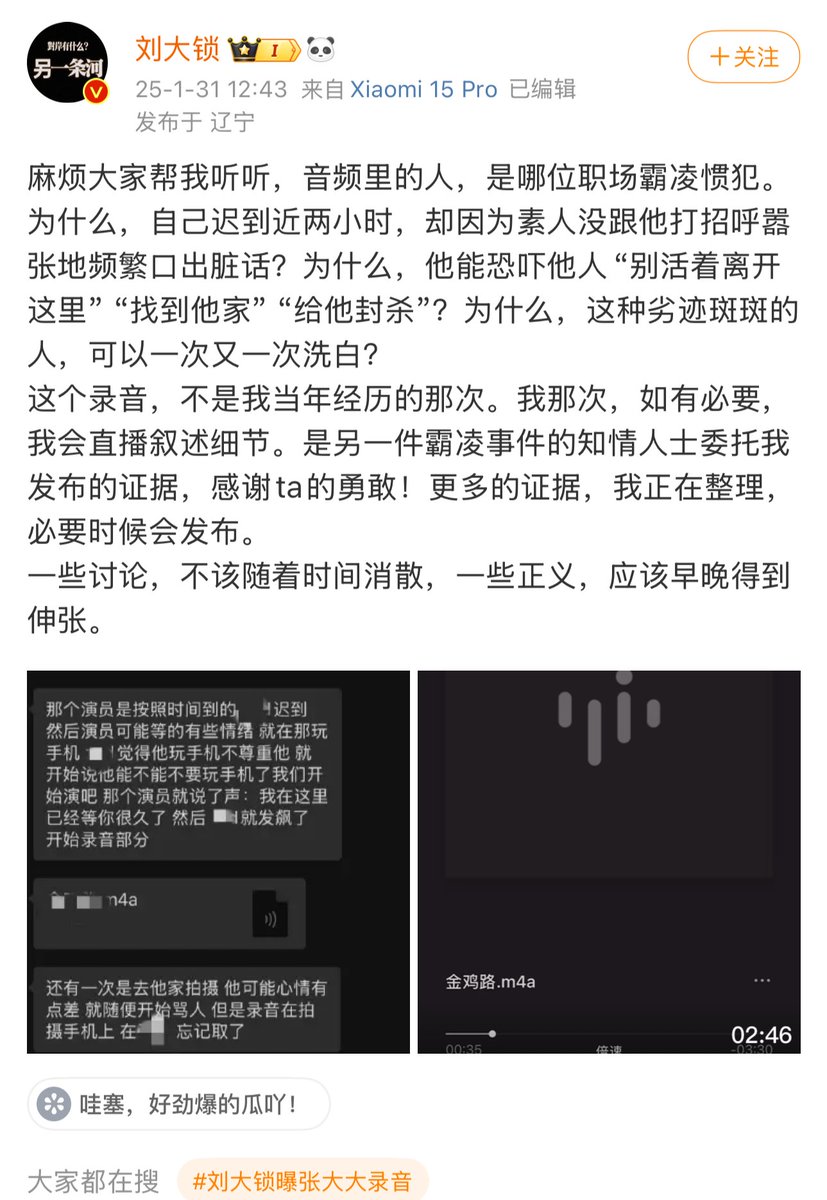 對岸有什么?
另一条河
刘大锁
I
+关注
25-1-31 12:43 来自 Xiaomi 15 Pro 已编辑
发布于 辽宁
麻烦大家帮我听听，音频里的人，是哪位职场霸凌惯犯。
为什么，自己迟到近两小时，却因为素人没跟他打招呼嚣
张地频繁口出脏话？为什么，他能恐吓他人“别活着离开
这里”“找到他家”“给他封杀”？为什么，这种劣迹斑斑的
人，可以一次又一次洗白？
这个录音，不是我当年经历的那次。我那次，如有必要，
我会直播叙述细节。是另一件霸凌事件的知情人士委托我
发布的证据，感谢ta的勇敢！更多的证据，我正在整理，
必要时候会发布。
一些讨论，不该随着时间消散，一些正义，应该早晚得到
伸张。
那个演员是按照时间到的 迟到
然后演员可能等的有些情绪 就在那玩
手机 觉得他玩手机不尊重他 就
开始说他能不能不要玩手机了我们开
始演吧 那个演员就说了声：我在这里
已经等你很久了 然后 就发飙了
开始录音部分
m4a
还有一次是去他家拍摄 他可能心情有
点差 就随便开始骂人 但是录音在拍
摄手机上 在 忘记取了
金鸡路.m4a
02:46
00:35 倍速 -03:30
哇塞，好劲爆的瓜吖！
大家都在搜 #刘大锁曝张大大录音